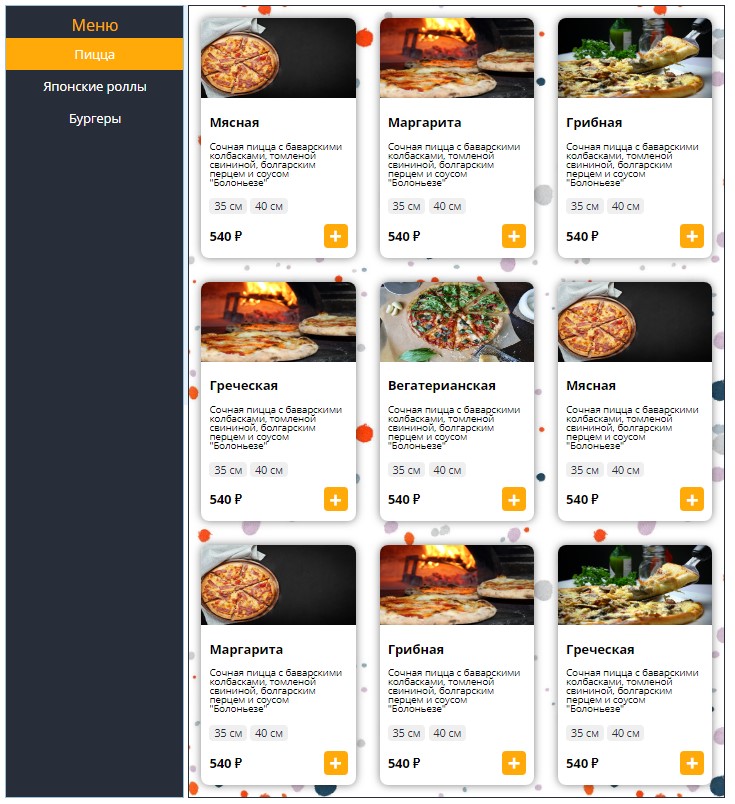 Меню
Пицца
Японские роллы
Бургеры
Мясная
Сочная пицца с баварскими
колбасками, томленой
свининой, болгарским
перцем и соусом
"Болоньезе"
35 см 40 см
540 ₽
+
Маргарита
Сочная пицца с баварскими
колбасками, томленой
свининой, болгарским
перцем и соусом
"Болоньезе"
35 см 40 см
540 ₽
+
Грибная
Сочная пицца с баварскими
колбасками, томленой
свининой, болгарским
перцем и соусом
"Болоньезе"
35 см 40 см
540 ₽
+
Греческая
Сочная пицца с баварскими
колбасками, томленой
свининой, болгарским
перцем и соусом
"Болоньезе"
35 см 40 см
540 ₽
+
Вегатерианская
Сочная пицца с баварскими
колбасками, томленой
свининой, болгарским
перцем и соусом
"Болоньезе"
35 см 40 см
540 ₽
+
Мясная
Сочная пицца с баварскими
колбасками, томленой
свининой, болгарским
перцем и соусом
"Болоньезе"
35 см 40 см
540 ₽
+
Маргарита
Сочная пицца с баварскими
колбасками, томленой
свининой, болгарским
перцем и соусом
"Болоньезе"
35 см 40 см
540 ₽
+
Грибная
Сочная пицца с баварскими
колбасками, томленой
свининой, болгарским
перцем и соусом
"Болоньезе"
35 см 40 см
540 ₽
+
Греческая
Сочная пицца с баварскими
колбасками, томленой
свининой, болгарским
перцем и соусом
"Болоньезе"
35 см 40 см
540 ₽
+